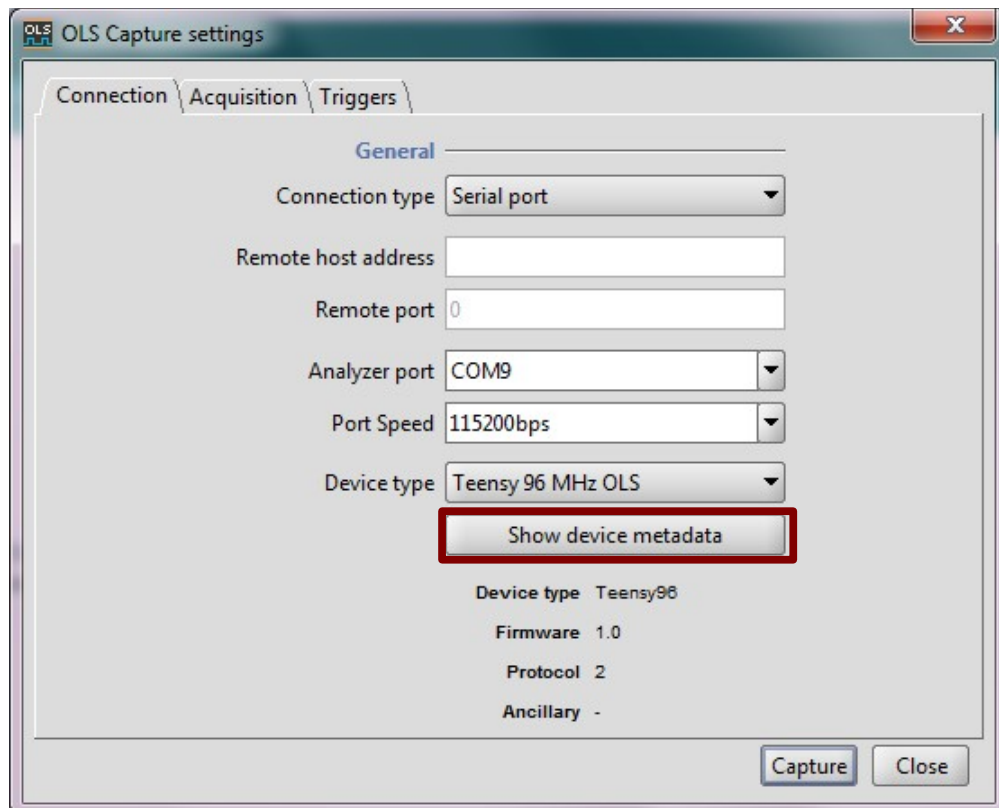 OLS OLS Capture settings X
Connection Acquisition Triggers
General
Connection type Serial port
Remote host address
Remote port 0
Analyzer port COM9
Port Speed 115200bps
Device type Teensy 96 MHz OLS
Show device metadata
Device type Teensy96
Firmware 1.0
Protocol 2
Ancillary -
Capture Close